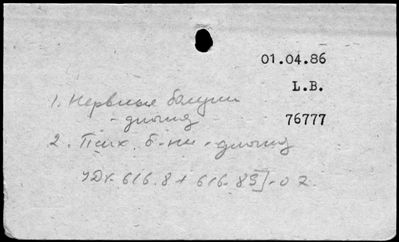 01.04.86
L.B.
1. Нервные болезни
76777
- диагноз
2. Псих. б-ни - диагноз
УДК 616.8+616.89]-07.